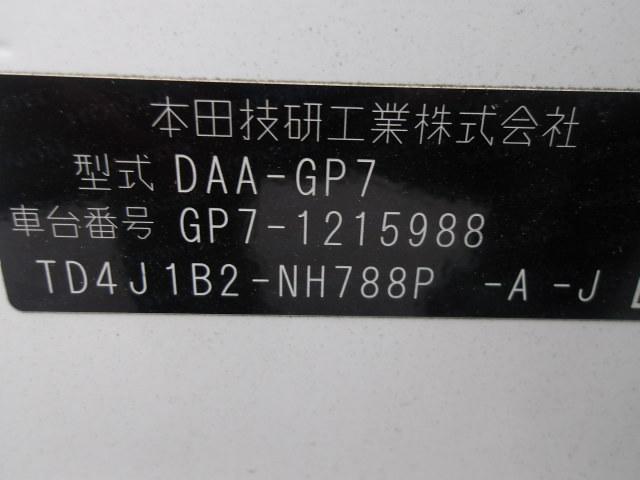 本田技研工業株式会社
型式 DAA-GP7
車台番号 GP7-1215988
TD4J1B2-NH788P -A -J